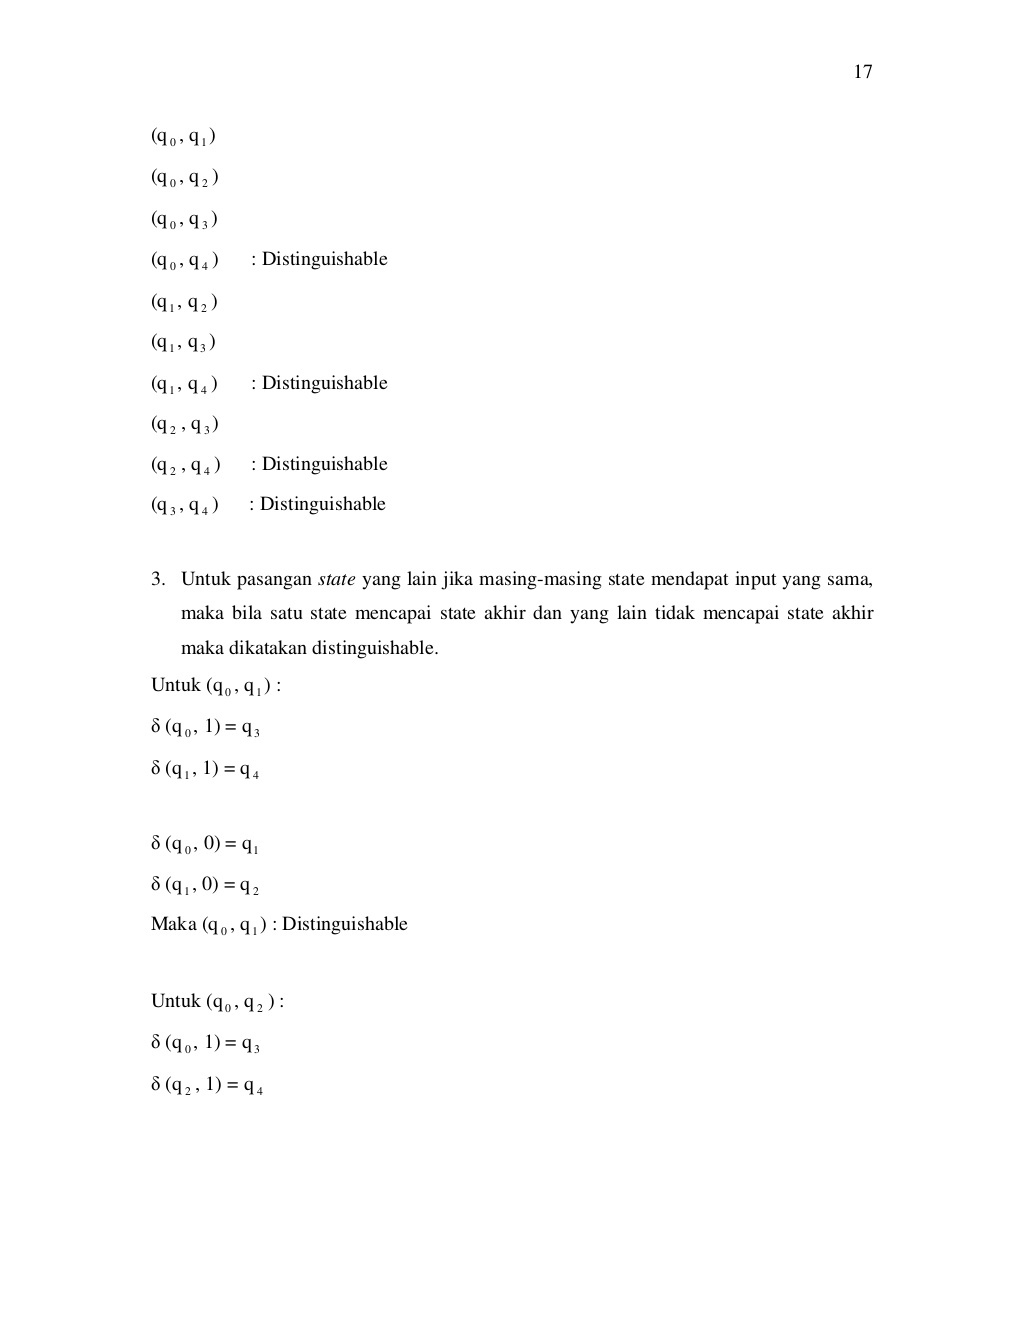 17
(q₀, q₁)
(q₀, q₂)
(q₀, q₃)
(q₀, q₄) : Distinguishable
(q₁, q₂)
(q₁, q₃)
(q₁, q₄) : Distinguishable
(q₂, q₃)
(q₂, q₄) : Distinguishable
(q₃, q₄) : Distinguishable
3. Untuk pasangan state yang lain jika masing-masing state mendapat input yang sama,
maka bila satu state mencapai state akhir dan yang lain tidak mencapai state akhir
maka dikatakan distinguishable.
Untuk (q₀, q₁) :
δ (q₀, 1) = q₃
δ (q₁, 1) = q₄
δ (q₀, 0) = q₁
δ (q₁, 0) = q₂
Maka (q₀, q₁) : Distinguishable
Untuk (q₀, q₂) :
δ (q₀, 1) = q₃
δ (q₂, 1) = q₄